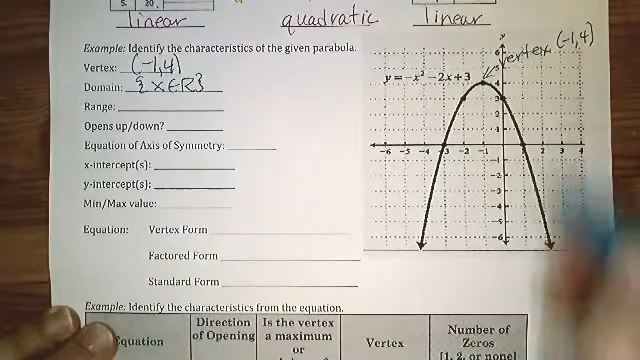 5. 20,
linear quadratic linear
Example: Identify the characteristics of the given parabola.
Vertex: (-1,4)
Domain: {x∈R}
Range:
Opens up/down?
Equation of Axis of Symmetry:
x-intercept(s):
y-intercept(s):
Min/Max value:
Equation: Vertex Form
Factored Form
Standard Form
vertex (-1,4)
y
y = −x² − 2x + 3
6
5
4
3
2
1
−6 −5 −4 −3 −2 −1 1 2 3 4 x
−1
−2
−3
−4
−5
−6
Example: Identify the characteristics from the equation.
Equation Direction of Opening Is the vertex a maximum or Vertex Number of Zeros [1, 2, or none]